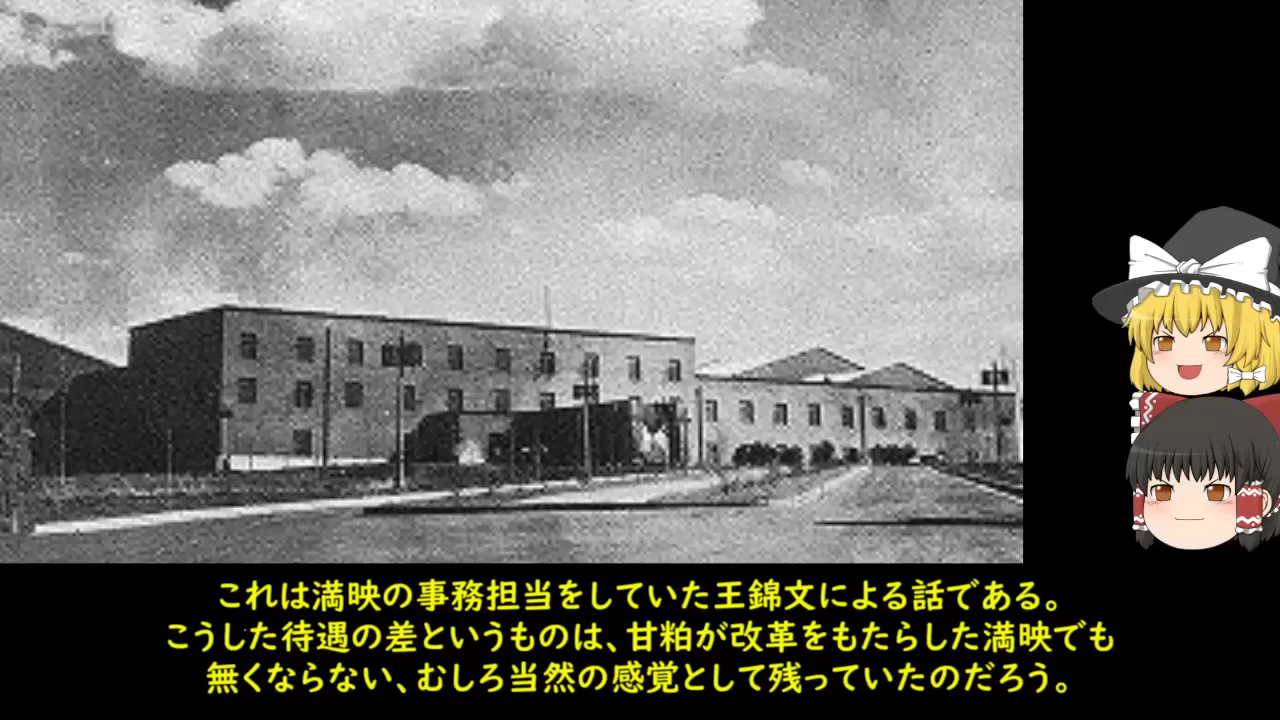 これは満映の事務担当をしていた王錦文による話である。
こうした待遇の差というものは、甘粕が改革をもたらした満映でも
無くならない、むしろ当然の感覚として残っていたのだろう。